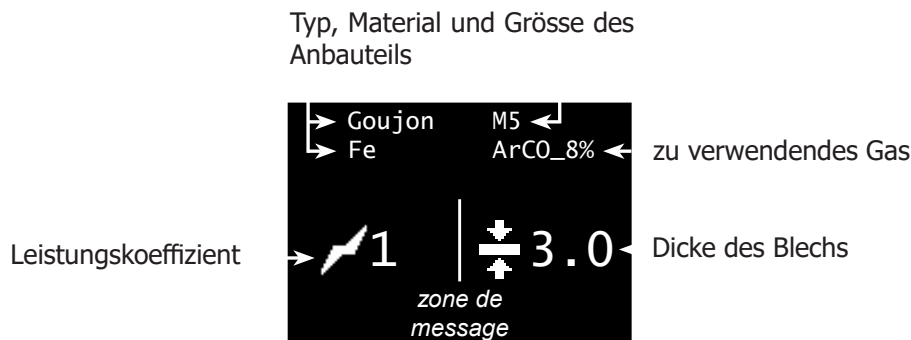 Typ, Material und Grösse des
Anbauteils
Goujon M5
Fe ArCO_8%
zu verwendendes Gas
Leistungskoeffizient
1 3.0
Dicke des Blechs
zone de
message